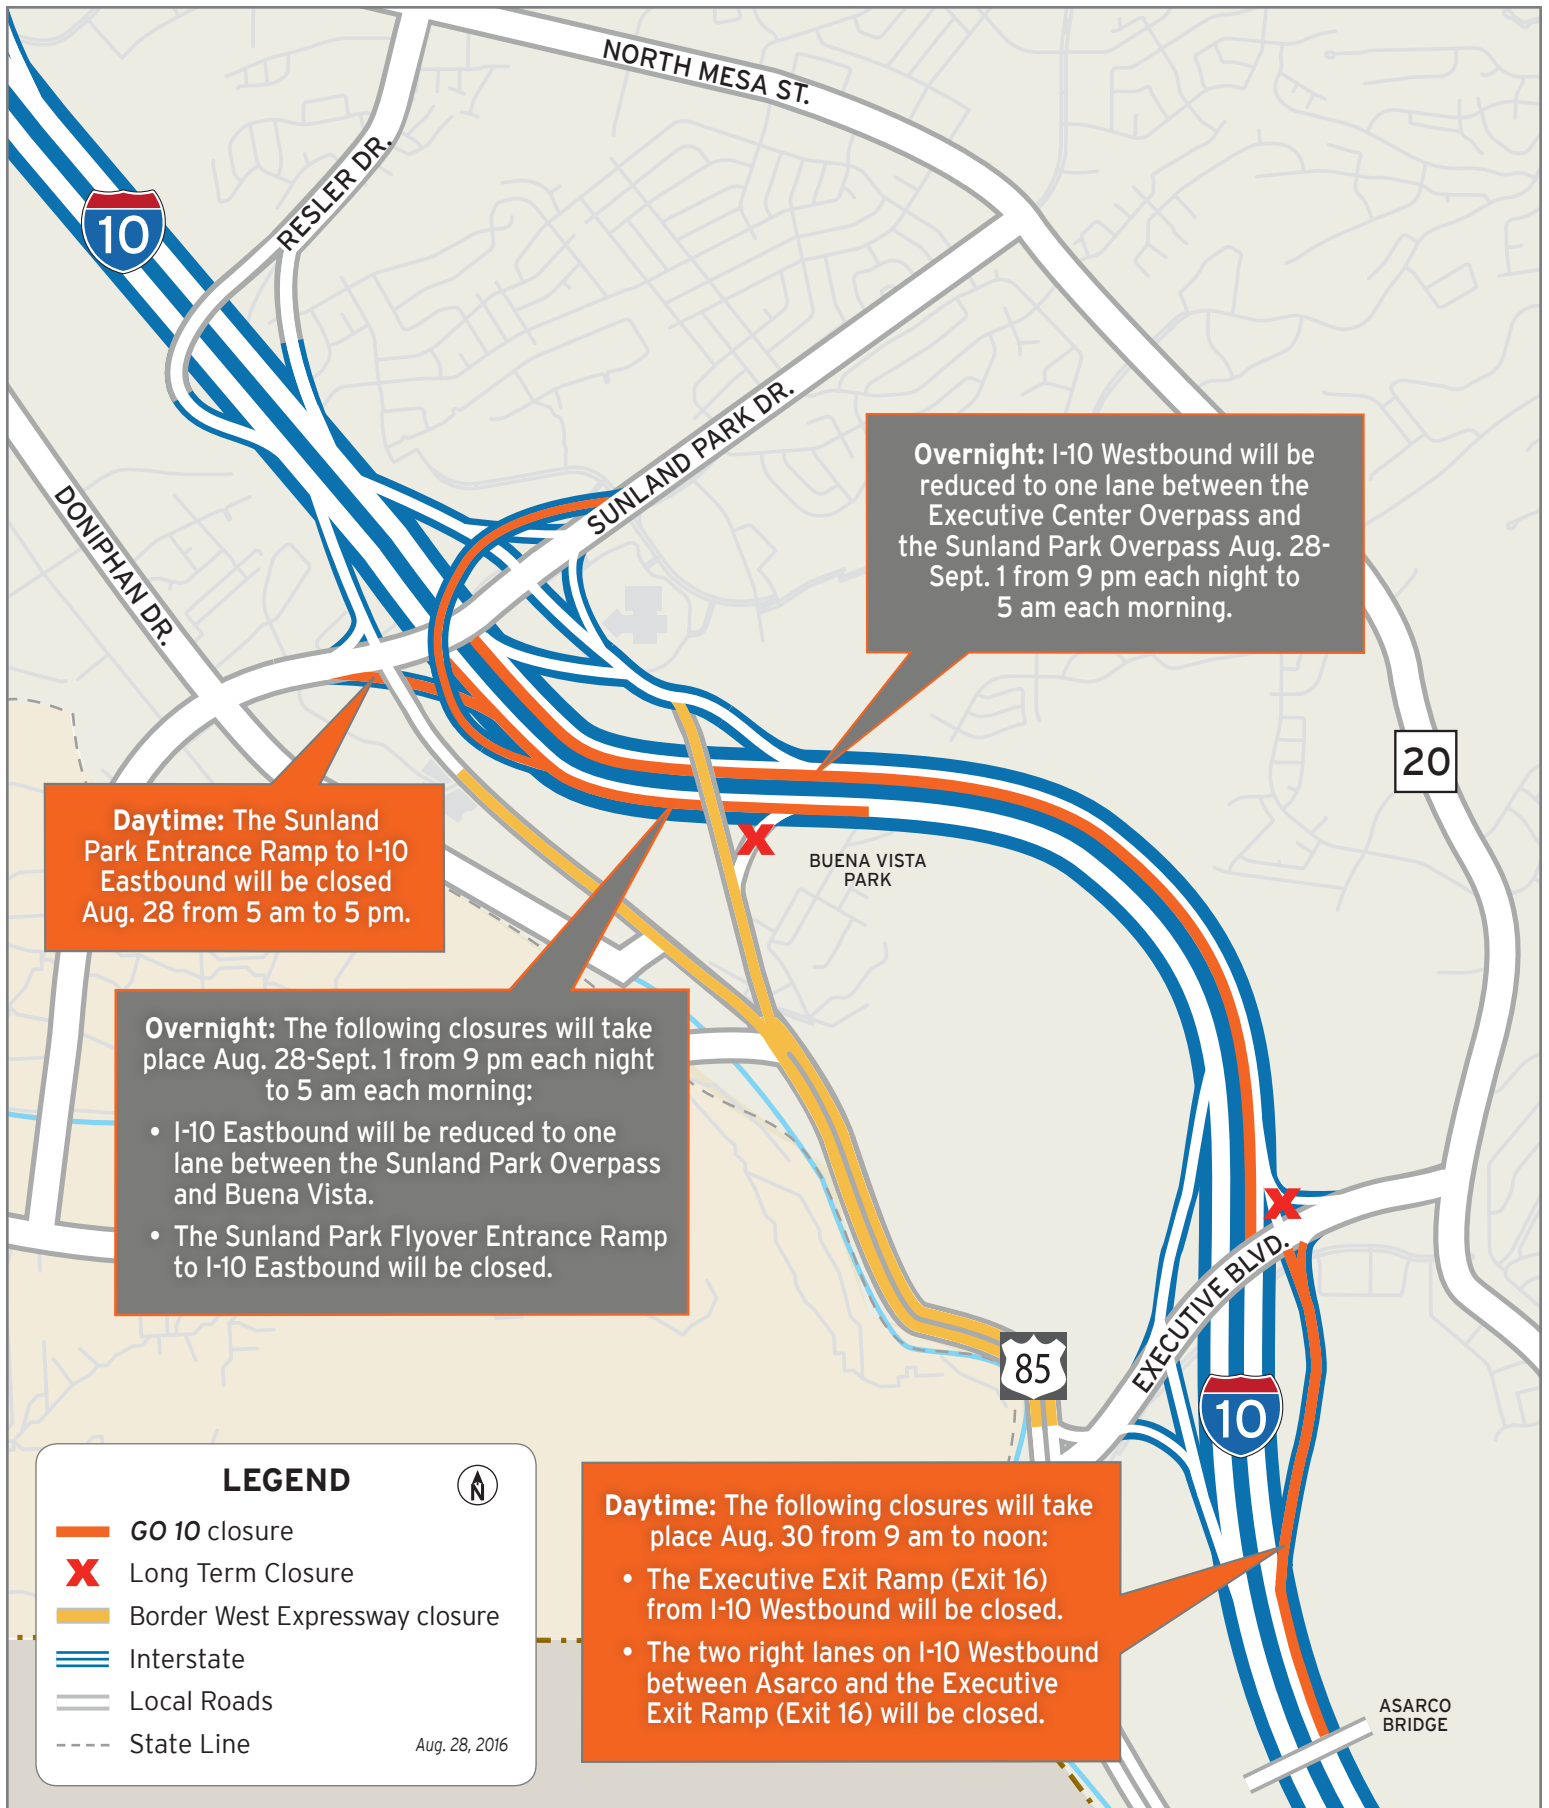 NORTH MESA ST.
RESLER DR.
10
SUNLAND PARK DR.
DONIPHAN DR.
Overnight: I-10 Westbound will be
reduced to one lane between the
Executive Center Overpass and
the Sunland Park Overpass Aug. 28-
Sept. 1 from 9 pm each night to
5 am each morning.
20
Daytime: The Sunland
Park Entrance Ramp to I-10
Eastbound will be closed
Aug. 28 from 5 am to 5 pm.
X
BUENA VISTA
PARK
Overnight: The following closures will take
place Aug. 28-Sept. 1 from 9 pm each night
to 5 am each morning:
• I-10 Eastbound will be reduced to one
lane between the Sunland Park Overpass
and Buena Vista.
• The Sunland Park Flyover Entrance Ramp
to I-10 Eastbound will be closed.
X
EXECUTIVE BLVD.
85
10
Daytime: The following closures will take
place Aug. 30 from 9 am to noon:
• The Executive Exit Ramp (Exit 16)
from I-10 Westbound will be closed.
• The two right lanes on I-10 Westbound
between Asarco and the Executive
Exit Ramp (Exit 16) will be closed.
ASARCO
BRIDGE
LEGEND
N
GO 10 closure
X Long Term Closure
Border West Expressway closure
Interstate
Local Roads
State Line
Aug. 28, 2016